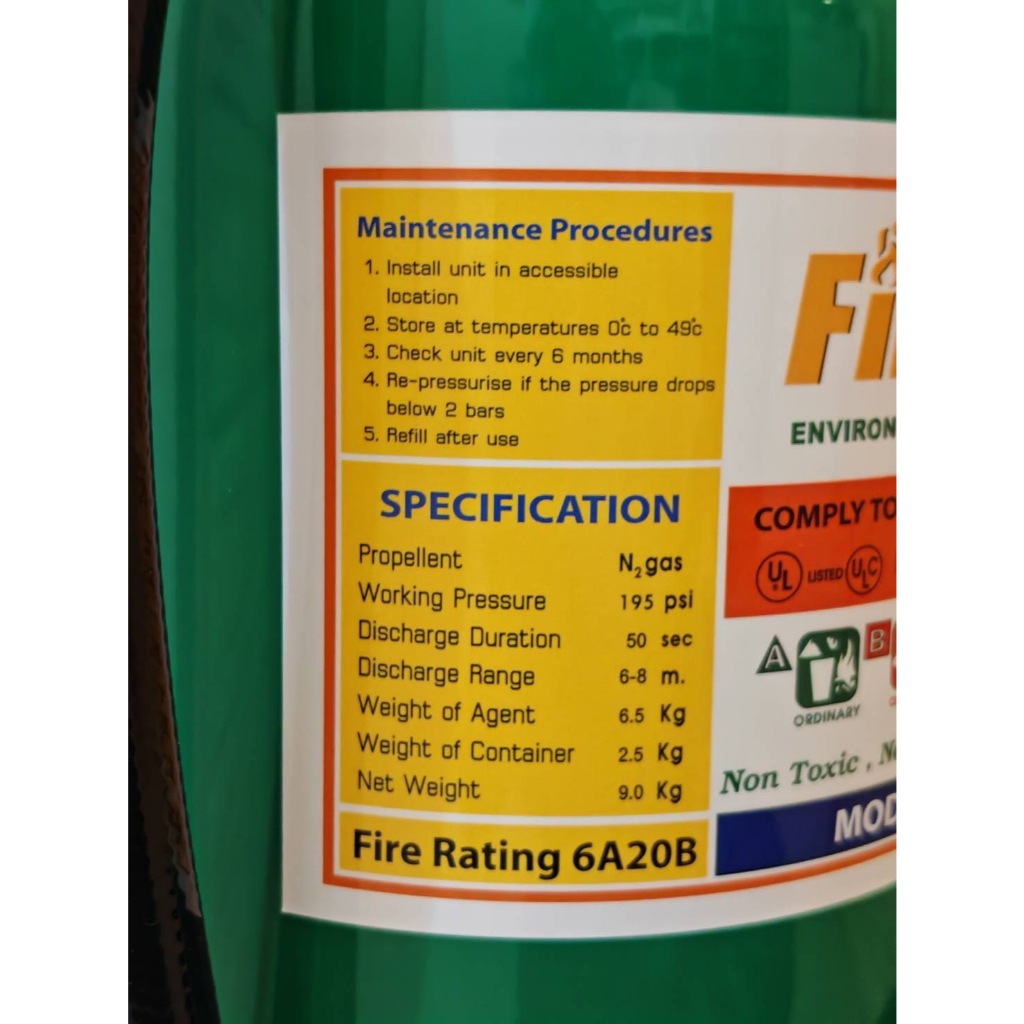 Maintenance Procedures
1. Install unit in accessible
location
2. Store at temperatures 0°c to 49°c
3. Check unit every 6 months
4. Re-pressurise if the pressure drops
below 2 bars
5. Refill after use
SPECIFICATION
Propellent N₂ gas
Working Pressure 195 psi
Discharge Duration 50 sec
Discharge Range 6-8 m.
Weight of Agent 6.5 Kg
Weight of Container 2.5 Kg
Net Weight 9.0 Kg
Fire Rating 6A20B
Fi
ENVIRON
COMPLY TO
UL LISTED ULC
A B
ORDINARY
Non Toxic , N
MOD